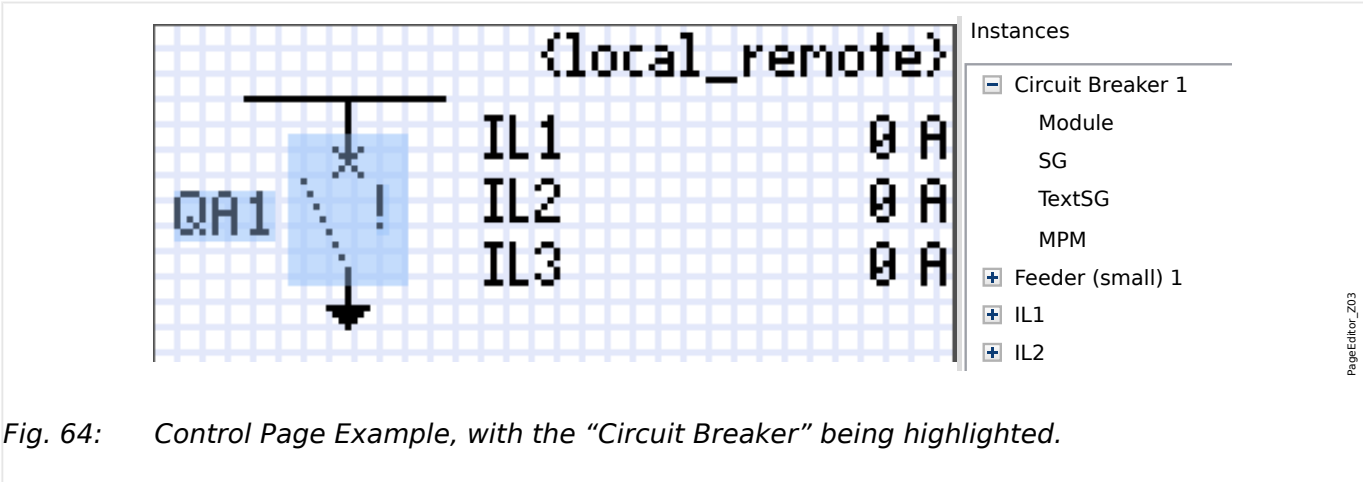 {local_remote}
QA1
!
IL1 0 A
IL2 0 A
IL3 0 A
Instances
Circuit Breaker 1
Module
SG
TextSG
MPM
Feeder (small) 1
IL1
IL2
PageEditor_Z03
Fig. 64: Control Page Example, with the “Circuit Breaker” being highlighted.